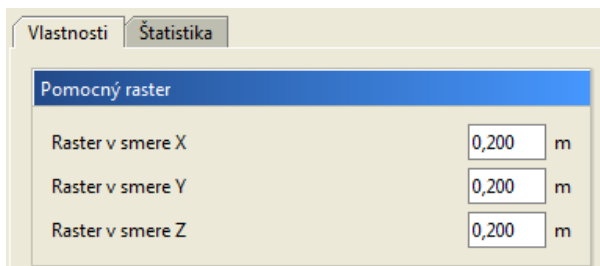 Vlastnosti Štatistika
Pomocný raster
Raster v smere X 0,200 m
Raster v smere Y 0,200 m
Raster v smere Z 0,200 m